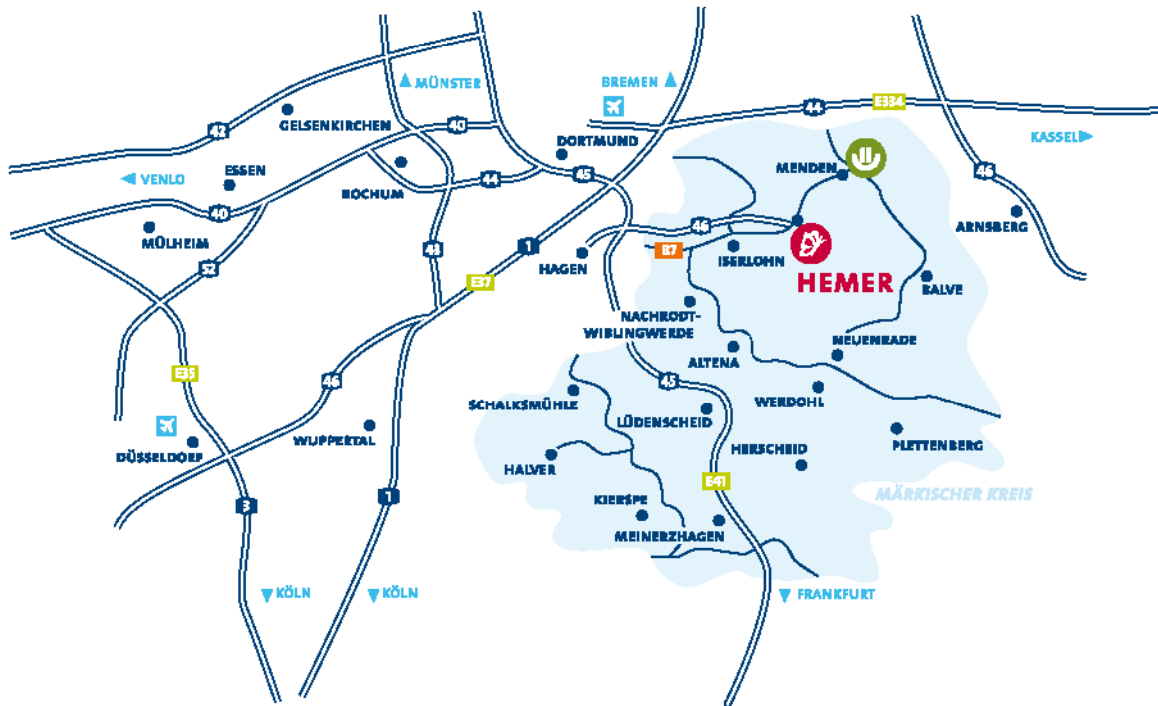 MÜNSTER
BREMEN
GELSENKIRCHEN
42
40
44
E334
KASSEL
DORTMUND
ESSEN
VENLO
BOCHUM
44
45
MENDEN
46
ARNSBERG
40
MÜLHEIM
52
43
1
E37
HAGEN
46
B7
ISERLOHN
HEMER
BALVE
NACHRODT-
WIBLINGWERDE
ALTENA
NEUENRADE
E35
46
45
SCHALKSMÜHLE
LÜDENSCHEID
WERDOHL
WUPPERTAL
DÜSSELDORF
HALVER
HERSCHEID
PLETTENBERG
E41
MÄRKISCHER KREIS
3
1
KIERSPE
MEINERZHAGEN
KÖLN
KÖLN
FRANKFURT